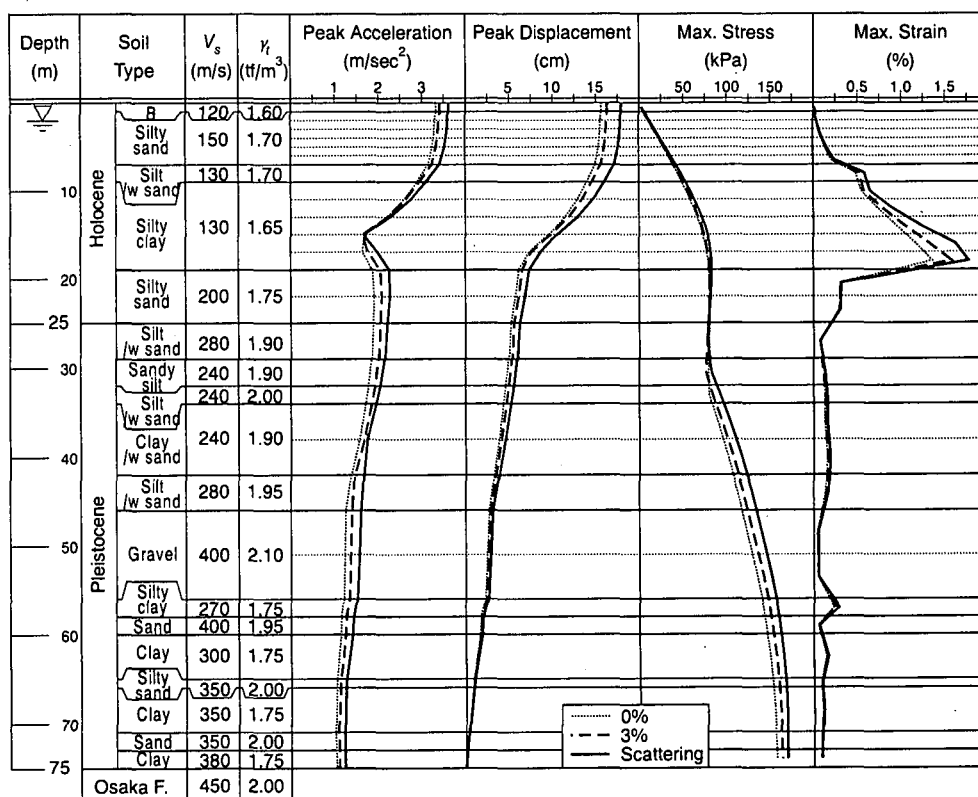 Depth (m) Soil Type Vs (m/s) γt (tf/m³) Peak Acceleration (m/sec²) Peak Displacement (cm) Max. Stress (kPa) Max. Strain (%)
1 2 3 5 10 15 50 100 150 0.5 1.0 1.5
B 120 1.60
Silty sand 150 1.70
Silt /w sand 130 1.70
10
Holocene
Silty clay 130 1.65
20
Silty sand 200 1.75
25
Silt /w sand 280 1.90
30
Sandy silt 240 1.90
240 2.00
Silt /w sand
Clay /w sand 240 1.90
40
Silt /w sand 280 1.95
Pleistocene
50
Gravel 400 2.10
Silty clay 270 1.75
Sand 400 1.95
60
Clay 300 1.75
Silty sand 350 2.00
Clay 350 1.75
70
Sand 350 2.00
Clay 380 1.75
75
Osaka F. 450 2.00
0%
3%
Scattering